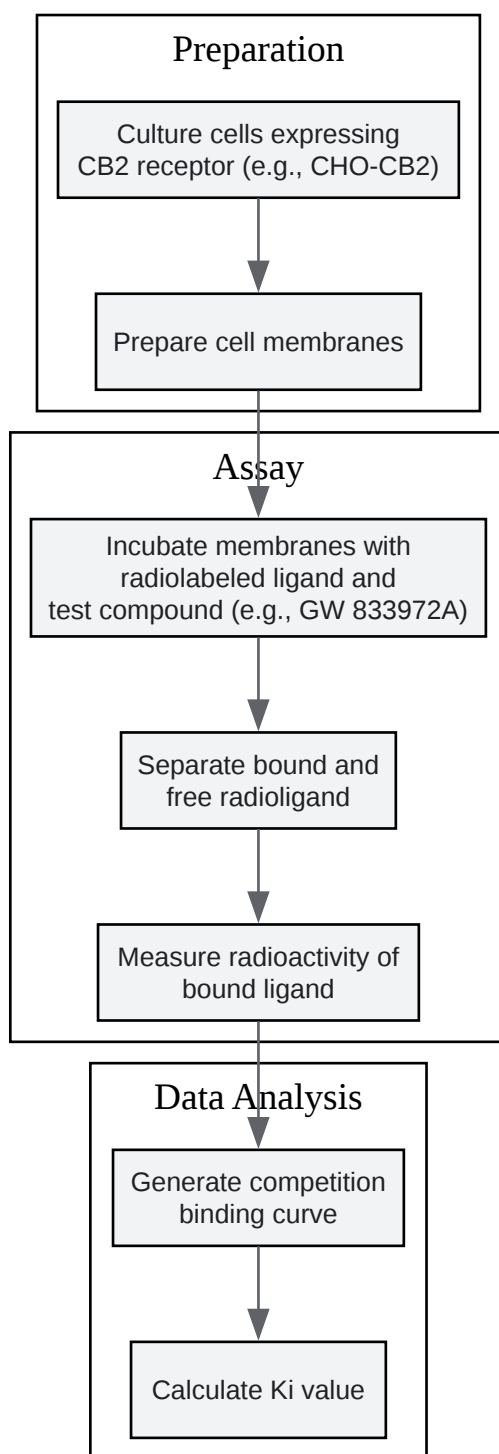 Preparation
Culture cells expressing
CB2 receptor (e.g., CHO-CB2)
Prepare cell membranes
Assay
Incubate membranes with
radiolabeled ligand and
test compound (e.g., GW 833972A)
Separate bound and
free radioligand
Measure radioactivity of
bound ligand
Data Analysis
Generate competition
binding curve
Calculate Ki value